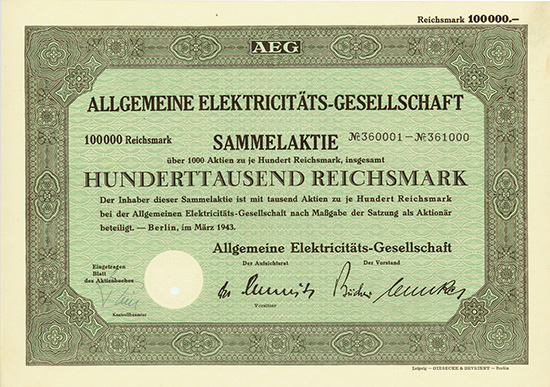 Reichsmark 100000.–
AEG
ALLGEMEINE ELEKTRICITÄTS-GESELLSCHAFT
100000 Reichsmark SAMMELAKTIE № 360001 – № 361000
über 1000 Aktien zu je Hundert Reichsmark, insgesamt
HUNDERTTAUSEND REICHSMARK
Der Inhaber dieser Sammelaktie ist mit tausend Aktien zu je Hundert Reichsmark
bei der Allgemeinen Elektricitäts-Gesellschaft nach Maßgabe der Satzung als Aktionär
beteiligt. — Berlin, im März 1943.
Allgemeine Elektricitäts-Gesellschaft
Eingetragen
Blatt
des Aktienbuches
Der Aufsichtsrat Der Vorstand
Vorsitzer
Kontrollbeamter
Leipzig — GIESECKE & DEVRIENT — Berlin